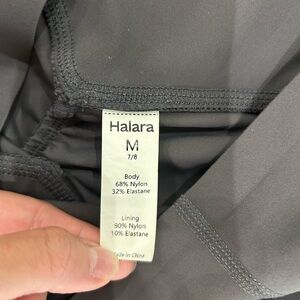 Halara
M
7/8
Body
68% Nylon
32% Elastane
Lining
90% Nylon
10% Elastane
Made in China